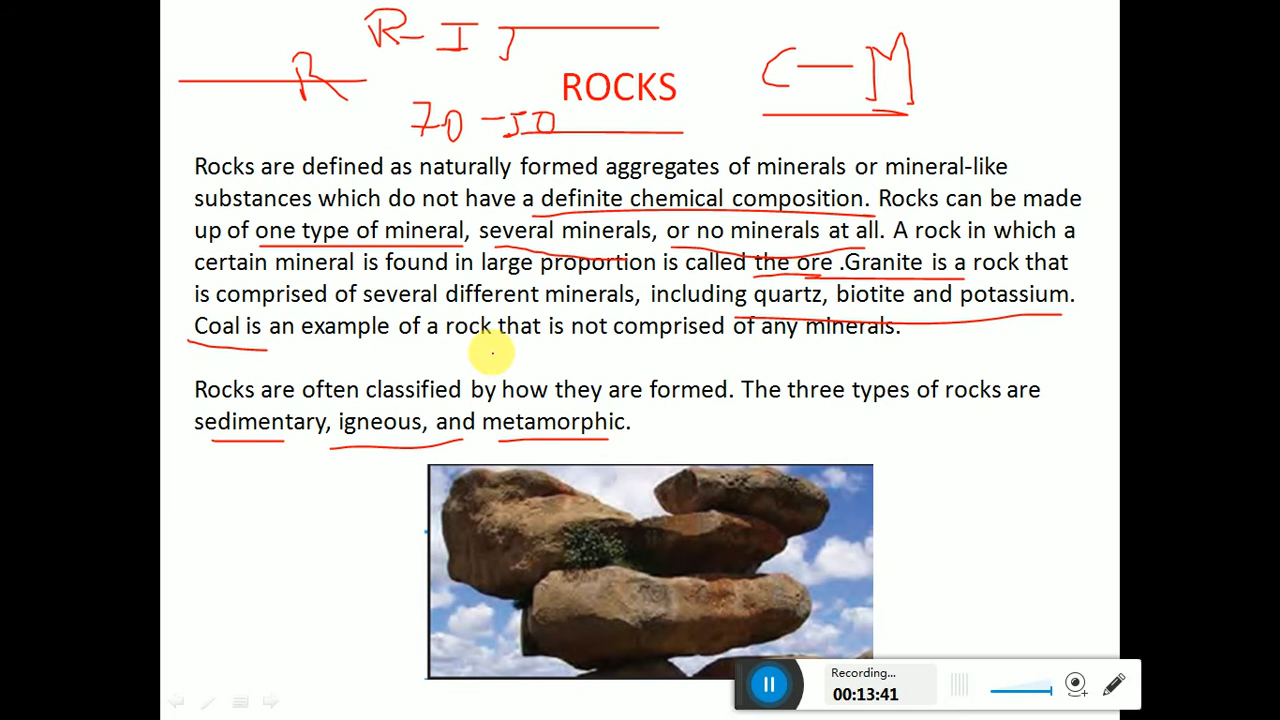 R - I J
R
ROCKS
C — M
70 - 50
Rocks are defined as naturally formed aggregates of minerals or mineral-like
substances which do not have a definite chemical composition. Rocks can be made
up of one type of mineral, several minerals, or no minerals at all. A rock in which a
certain mineral is found in large proportion is called the ore .Granite is a rock that
is comprised of several different minerals, including quartz, biotite and potassium.
Coal is an example of a rock that is not comprised of any minerals.
Rocks are often classified by how they are formed. The three types of rocks are
sedimentary, igneous, and metamorphic.
Recording...
00:13:41